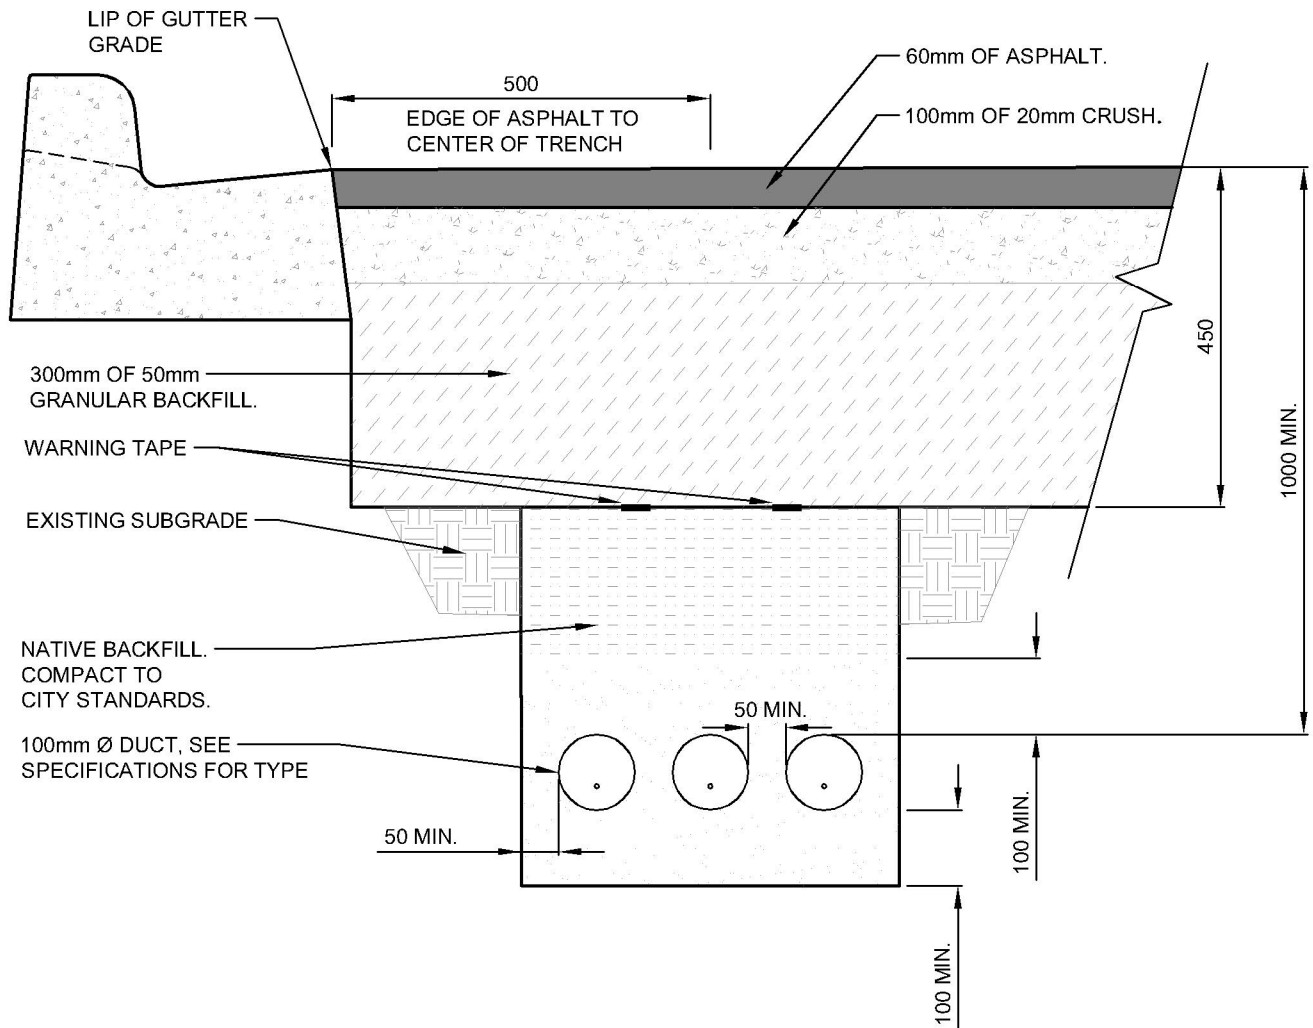 LIP OF GUTTER
GRADE
60mm OF ASPHALT.
500
EDGE OF ASPHALT TO
CENTER OF TRENCH
100mm OF 20mm CRUSH.
450
1000 MIN.
300mm OF 50mm
GRANULAR BACKFILL.
WARNING TAPE
EXISTING SUBGRADE
NATIVE BACKFILL.
COMPACT TO
CITY STANDARDS.
50 MIN.
100mm Ø DUCT, SEE
SPECIFICATIONS FOR TYPE
50 MIN.
100 MIN.
100 MIN.